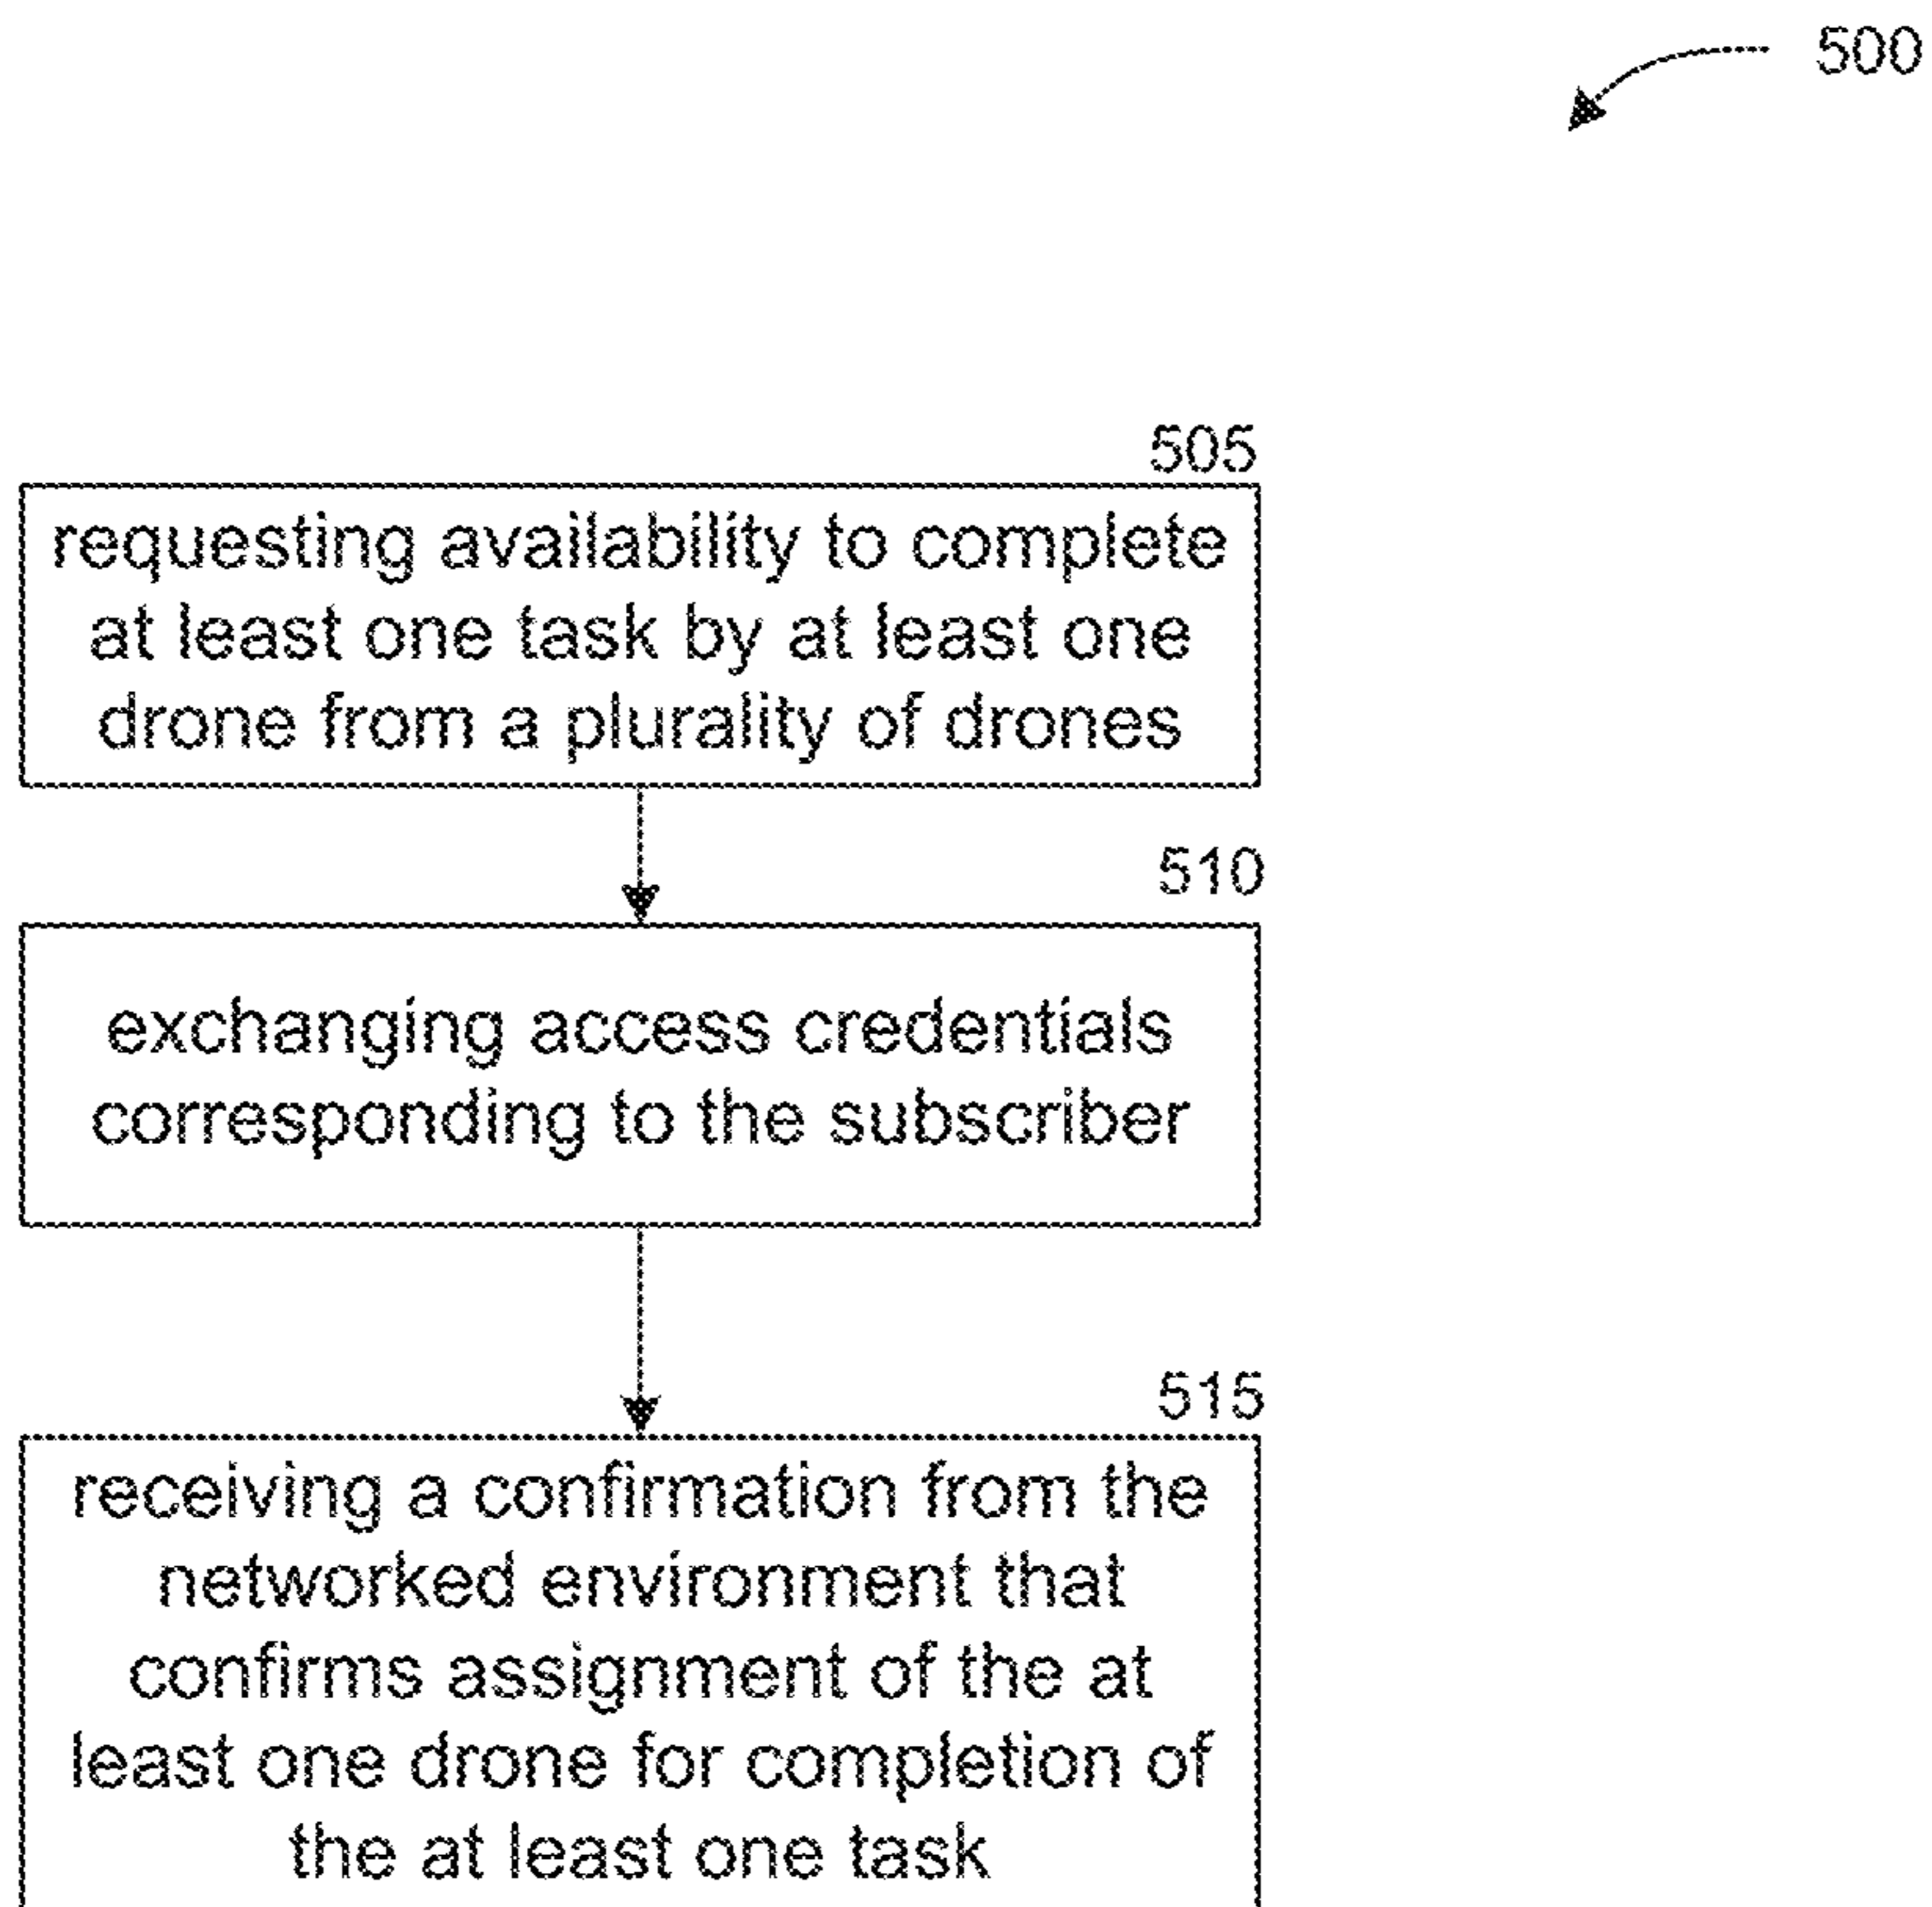 500
505
requesting availability to complete
at least one task by at least one
drone from a plurality of drones
510
exchanging access credentials
corresponding to the subscriber
515
receiving a confirmation from the
networked environment that
confirms assignment of the at
least one drone for completion of
the at least one task